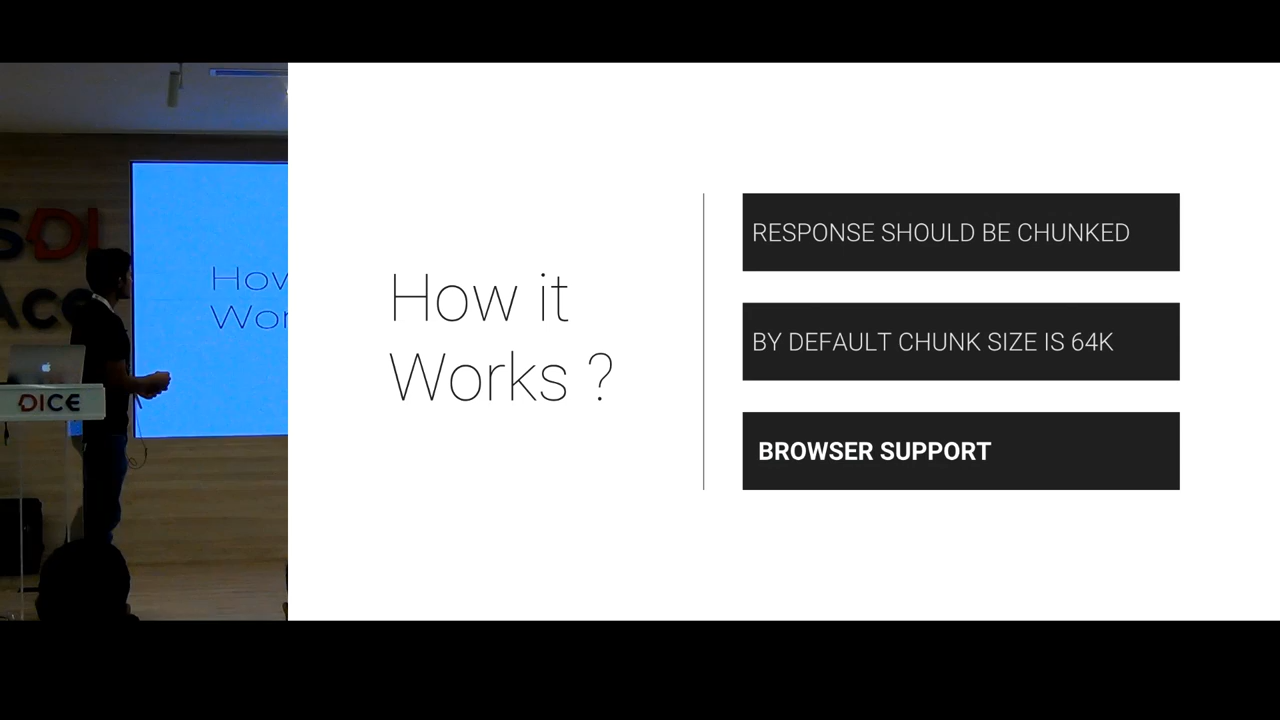 DICE
How it
Works ?
RESPONSE SHOULD BE CHUNKED
BY DEFAULT CHUNK SIZE IS 64K
BROWSER SUPPORT